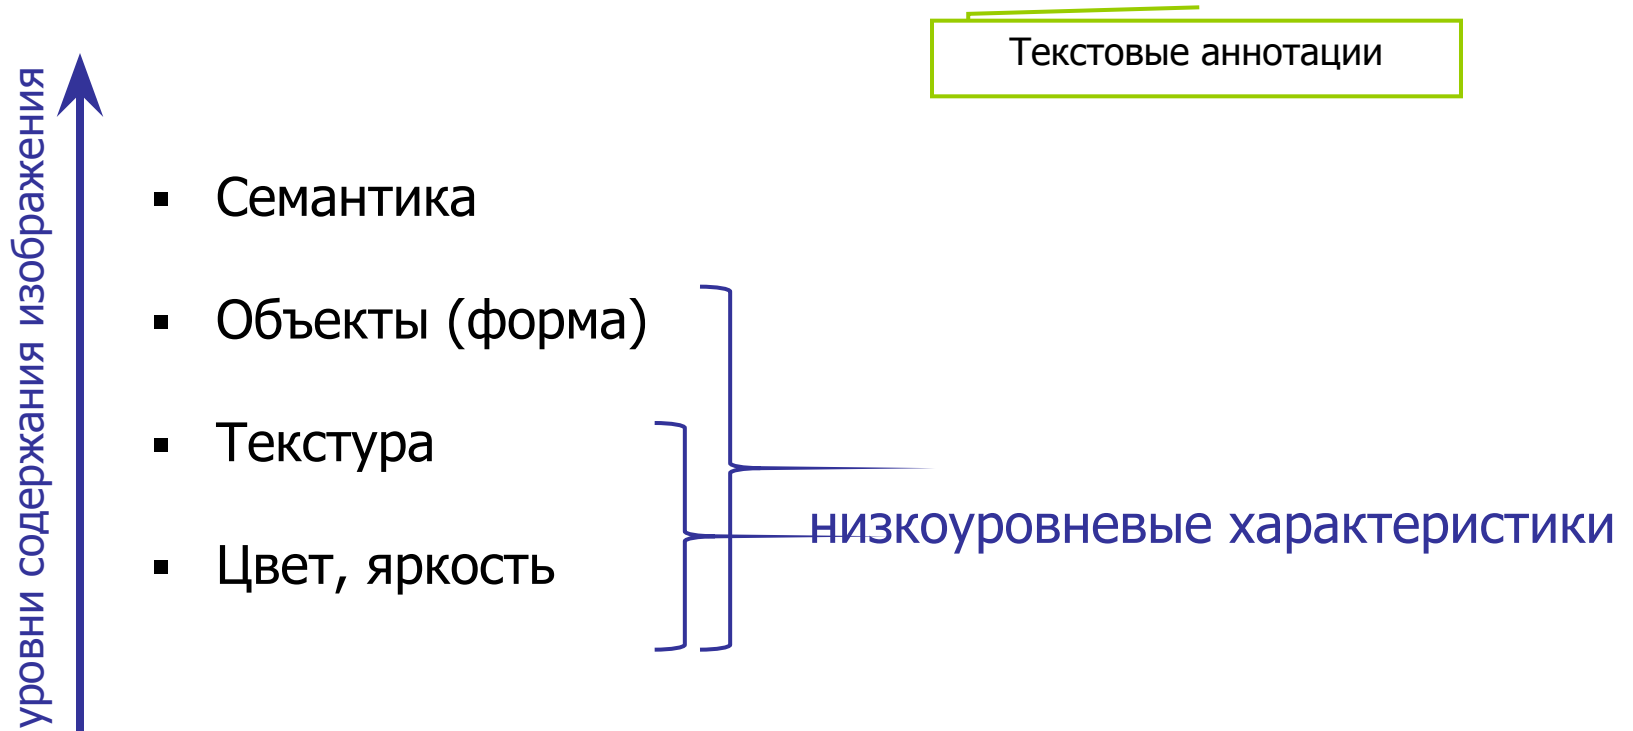 Текстовые аннотации
уровни содержания изображения
Семантика
Объекты (форма)
Текстура
Цвет, яркость
низкоуровневые характеристики